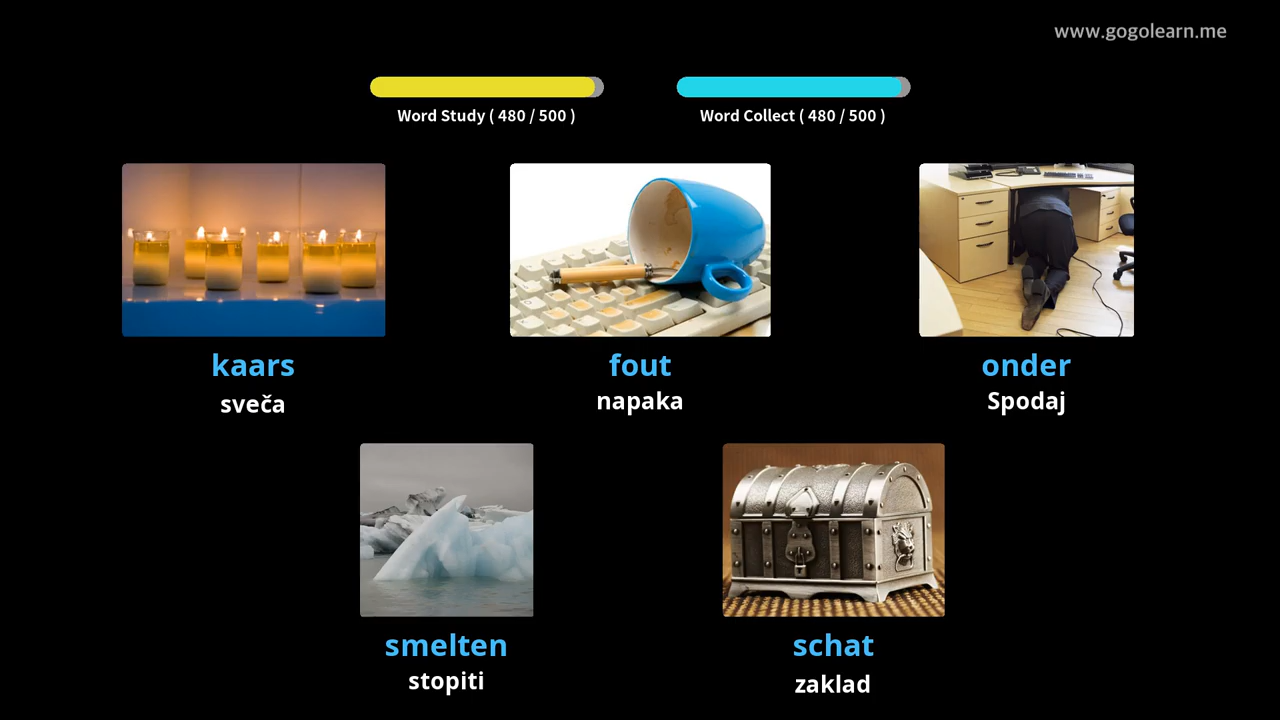 www.gogolearn.me
Word Study ( 480 / 500 )
Word Collect ( 480 / 500 )
kaars
sveča
fout
napaka
onder
Spodaj
smelten
stopiti
schat
zaklad